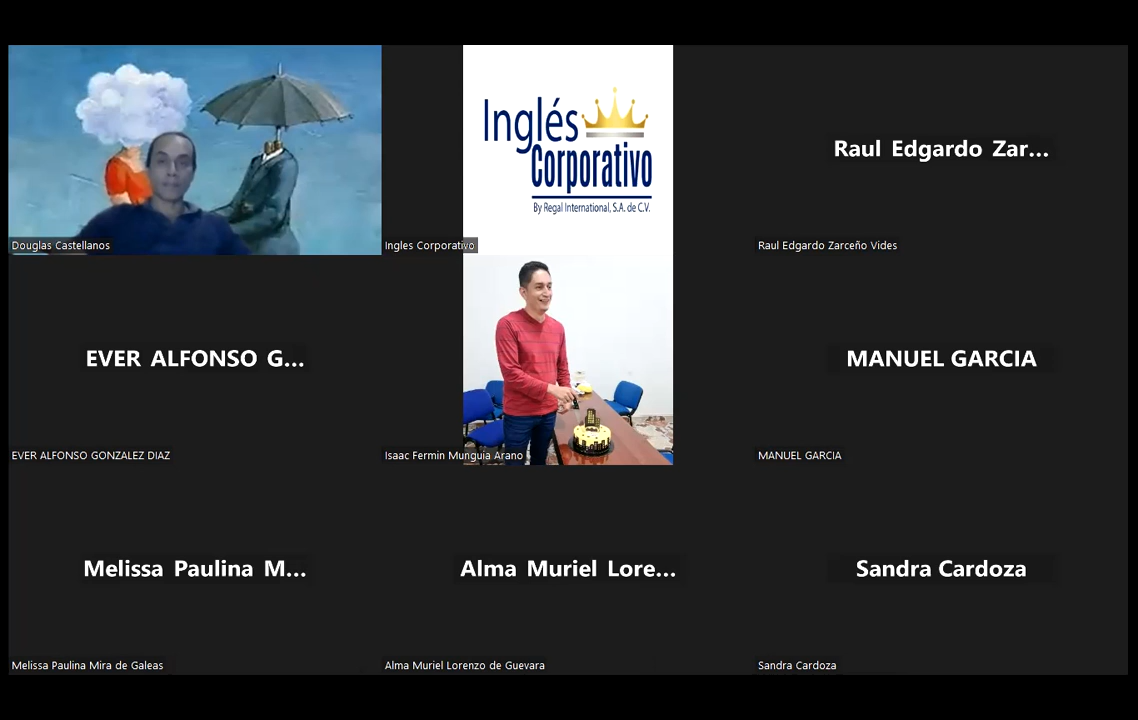 Inglés
Corporativo
By Regal International, S.A. de C.V.
Raul Edgardo Zar...
Douglas Castellanos
Ingles Corporativo
Raul Edgardo Zarceño Vides
EVER ALFONSO G...
MANUEL GARCIA
EVER ALFONSO GONZALEZ DIAZ
Isaac Fermin Munguia Arano
MANUEL GARCIA
Melissa Paulina M...
Alma Muriel Lore...
Sandra Cardoza
Melissa Paulina Mira de Galeas
Alma Muriel Lorenzo de Guevara
Sandra Cardoza